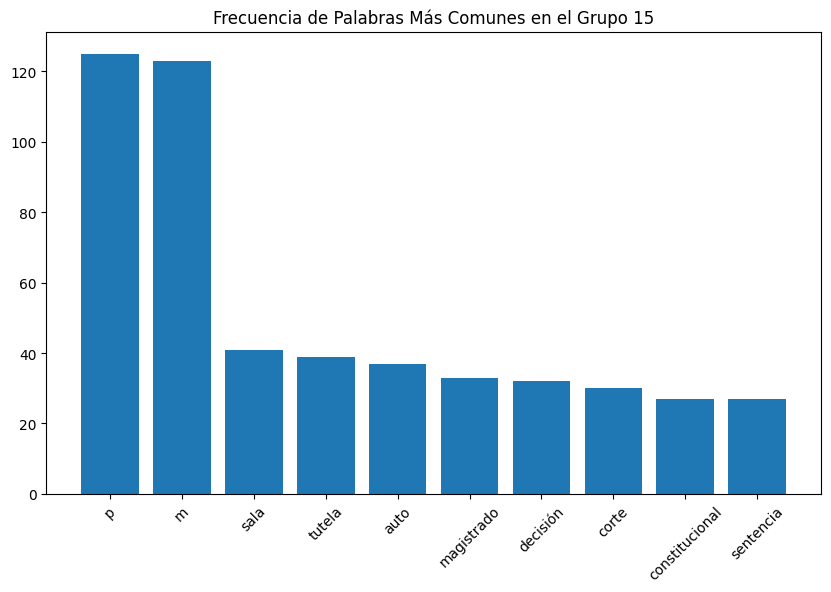 Frecuencia de Palabras Más Comunes en el Grupo 15
120
100
80
60
40
20
0
p
m
sala
tutela
auto
magistrado
decisión
corte
constitucional
sentencia